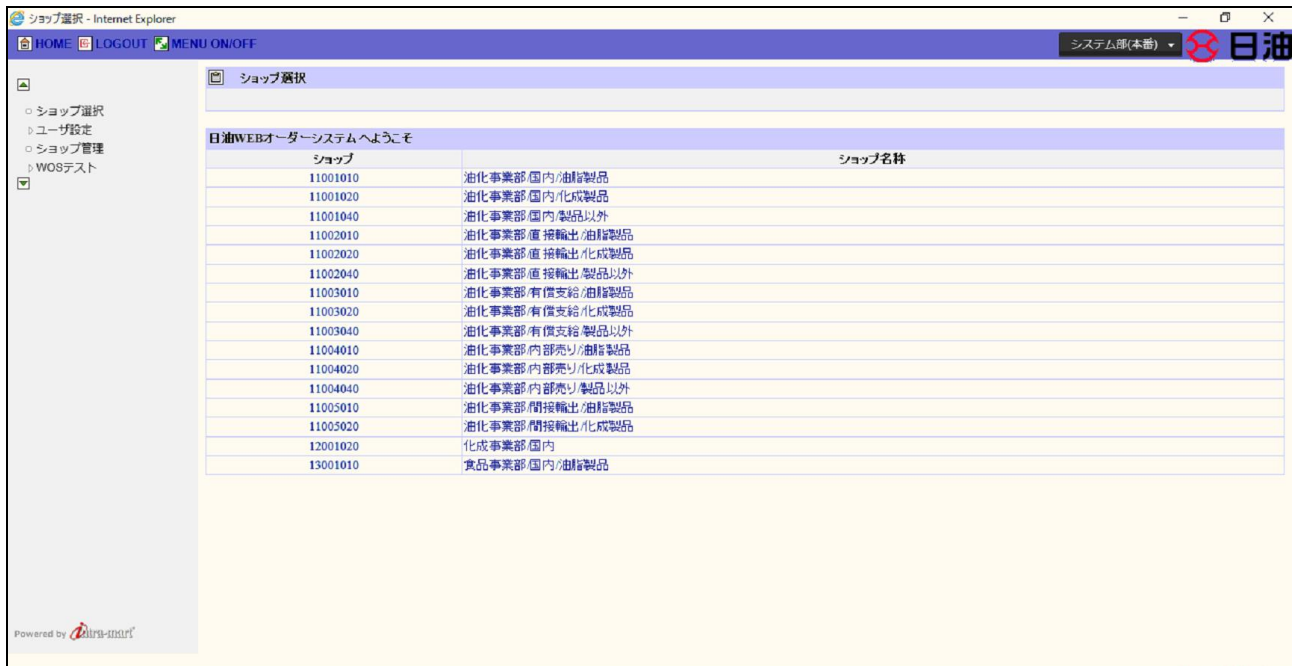 ショップ選択 - Internet Explorer
HOME LOGOUT MENU ON/OFF
システム部(本番)
日油
ショップ選択
ショップ選択
ユーザ設定
ショップ管理
WOSテスト
日油WEBオーダーシステムへようこそ
ショップ ショップ名称
11001010 油化事業部/国内/油脂製品
11001020 油化事業部/国内/化成製品
11001040 油化事業部/国内/製品以外
11002010 油化事業部/直接輸出/油脂製品
11002020 油化事業部/直接輸出/化成製品
11002040 油化事業部/直接輸出/製品以外
11003010 油化事業部/有償支給/油脂製品
11003020 油化事業部/有償支給/化成製品
11003040 油化事業部/有償支給/製品以外
11004010 油化事業部/内部売り/油脂製品
11004020 油化事業部/内部売り/化成製品
11004040 油化事業部/内部売り/製品以外
11005010 油化事業部/間接輸出/油脂製品
11005020 油化事業部/間接輸出/化成製品
12001020 化成事業部/国内
13001010 食品事業部/国内/油脂製品
Powered by intra-mart